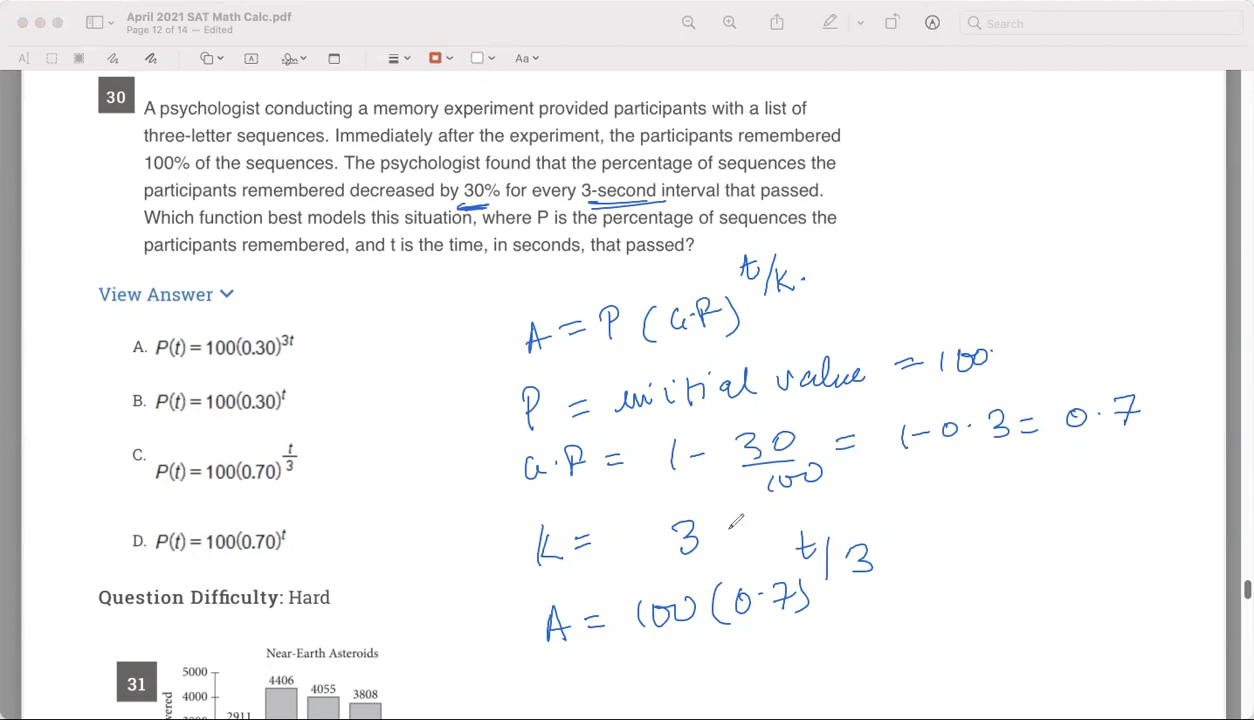 April 2021 SAT Math Calc.pdf
Page 12 of 14 – Edited
Search
Aa
30
A psychologist conducting a memory experiment provided participants with a list of
three-letter sequences. Immediately after the experiment, the participants remembered
100% of the sequences. The psychologist found that the percentage of sequences the
participants remembered decreased by 30% for every 3-second interval that passed.
Which function best models this situation, where P is the percentage of sequences the
participants remembered, and t is the time, in seconds, that passed?
View Answer
A. P(t) = 100(0.30)^3t
B. P(t) = 100(0.30)^t
C. P(t) = 100(0.70)^t/3
D. P(t) = 100(0.70)^t
Question Difficulty: Hard
A = P (a.R)^t/k.
P = initial value = 100.
a.R = 1 - 30/100 = 1-0.3 = 0.7
K = 3
A = 100 (0.7)^t/3
31
Near-Earth Asteroids
5000
4406
4055
3808
4000
2911